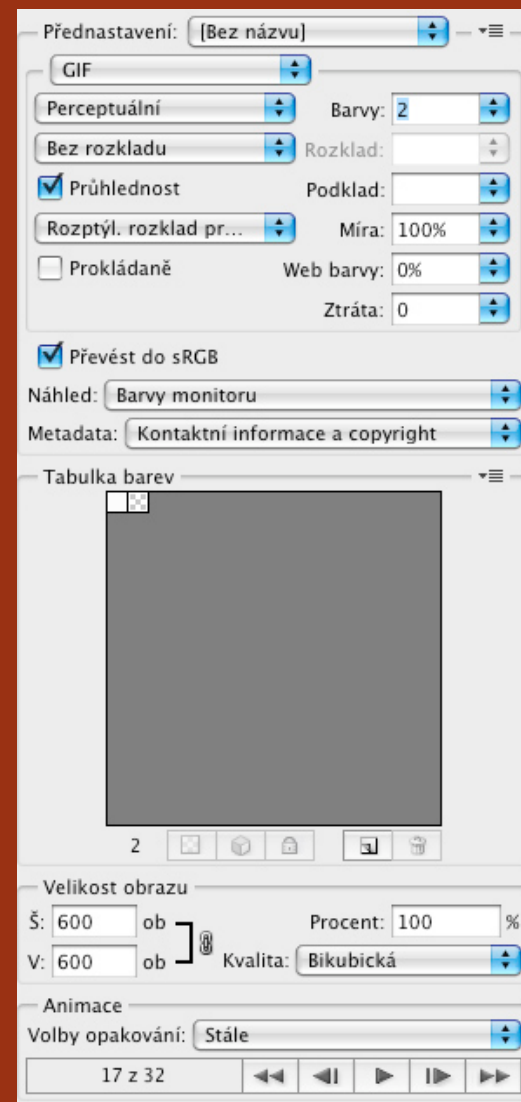 Přednastavení: [Bez názvu]
GIF
Perceptuální Barvy: 2
Bez rozkladu Rozklad:
Průhlednost Podklad:
Rozptýl. rozklad pr... Míra: 100%
Prokládaně Web barvy: 0%
Ztráta: 0
Převést do sRGB
Náhled: Barvy monitoru
Metadata: Kontaktní informace a copyright
Tabulka barev
2
Velikost obrazu
Š: 600 ob Procent: 100 %
V: 600 ob Kvalita: Bikubická
Animace
Volby opakování: Stále
17 z 32